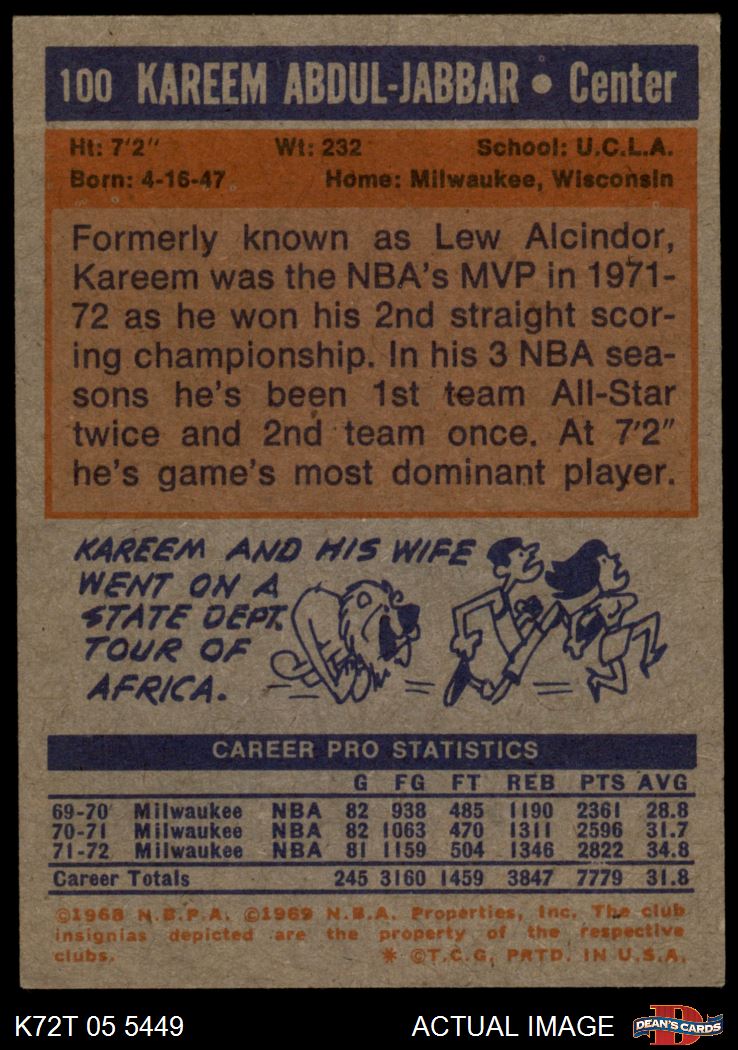 100 KAREEM ABDUL-JABBAR • Center
Ht: 7'2" Wt: 232 School: U.C.L.A.
Born: 4-16-47 Home: Milwaukee, Wisconsin
Formerly known as Lew Alcindor,
Kareem was the NBA's MVP in 1971-
72 as he won his 2nd straight scor-
ing championship. In his 3 NBA sea-
sons he's been 1st team All-Star
twice and 2nd team once. At 7'2"
he's game's most dominant player.
KAREEM AND HIS WIFE
WENT ON A
STATE DEPT.
TOUR OF
AFRICA.
CAREER PRO STATISTICS
G FG FT REB PTS AVG
69-70 Milwaukee NBA 82 938 485 1190 2361 28.8
70-71 Milwaukee NBA 82 1063 470 1311 2596 31.7
71-72 Milwaukee NBA 81 1159 504 1346 2822 34.8
Career Totals 245 3160 1459 3847 7779 31.8
©1968 N.B.P.A. ©1969 N.B.A. Properties, Inc. The club
insignias depicted are the property of the respective
clubs. * ©T.C.G. PRTD. IN U.S.A.
K72T 05 5449 ACTUAL IMAGE DEAN'S CARDS